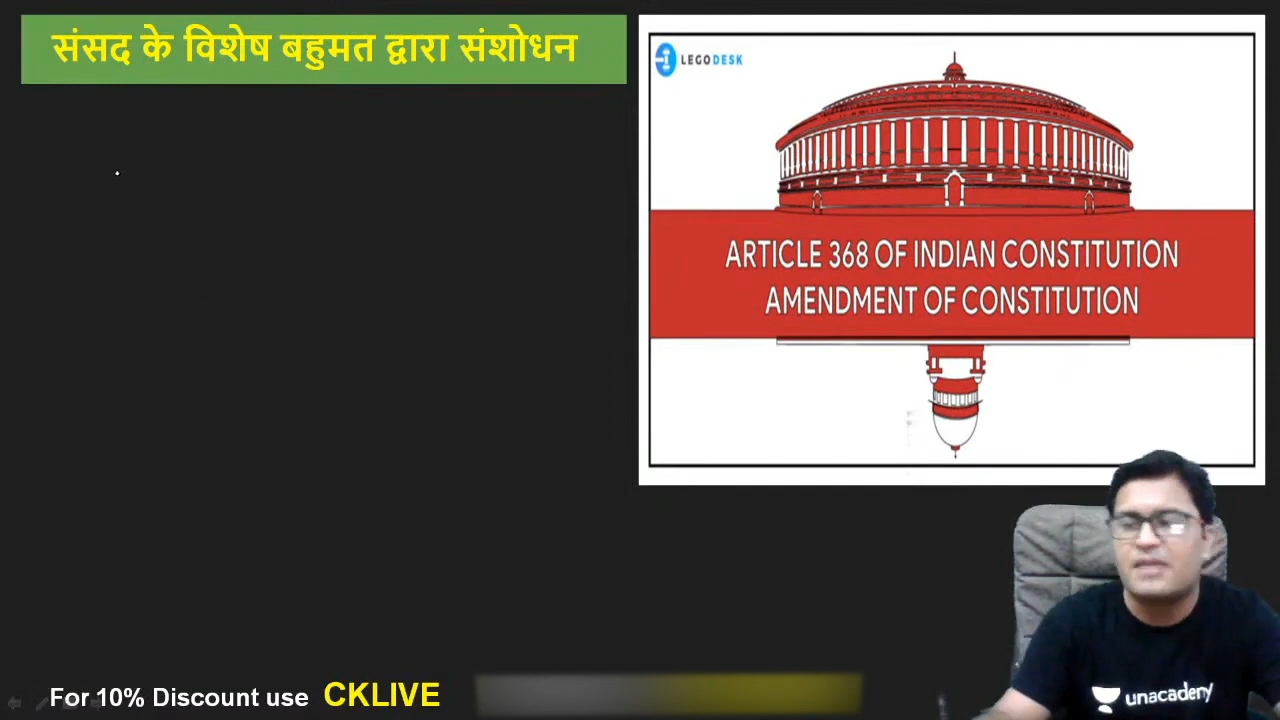 संसद के विशेष बहुमत द्वारा संशोधन
LEGODESK
ARTICLE 368 OF INDIAN CONSTITUTION
AMENDMENT OF CONSTITUTION
unacademy
For 10% Discount use CKLIVE